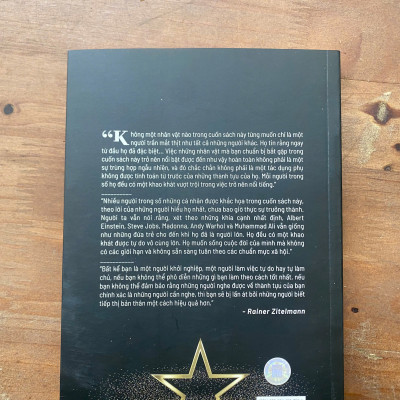 “K
hông một nhân vật nào trong cuốn sách này từng muốn chỉ là một
người trần mắt thịt như tất cả những người khác. Họ tin rằng ngay
từ đầu họ đã đặc biệt... Việc những nhân vật mà bạn chuẩn bị bắt gặp trong
cuốn sách này trở nên nổi bật được đến như vậy hoàn toàn không phải là một
sự trùng hợp ngẫu nhiên, và đó chắc chắn không phải là một tác dụng phụ
không được tính toán từ trước của những thành tựu của họ. Mỗi người trong
số họ đều có một khao khát vượt trội trong việc trở nên nổi tiếng."
"Nhiều người trong số những cá nhân được khắc họa trong cuốn sách này,
theo lời của những người hiểu họ nhất, chưa bao giờ thực sự trưởng thành.
Người ta vẫn nói rằng, xét theo những khía cạnh nhất định, Albert
Einstein, Steve Jobs, Madonna, Andy Warhol và Muhammad Ali vẫn giống
như những đứa trẻ cho đến khi họ đã là người lớn. Họ đều có một khao
khát được tự do vô cùng lớn. Họ muốn sống cuộc đời của mình mà không
có các giới hạn và không sẵn sàng tuân theo các chuẩn mực xã hội."
"Bất kể bạn là một người khởi nghiệp, một người làm việc tự do hay tự làm
chủ, nếu bạn không thể phô diễn những gì bạn làm theo cách tốt nhất, nếu
bạn không thể đảm bảo rằng những người nghe được về thành tựu của bạn
chính xác là những người cần nghe, thì bạn sẽ bị lấn át bởi những người biết
tiếp thị bản thân một cách hiệu quả hơn."
- Rainer Zitelmann